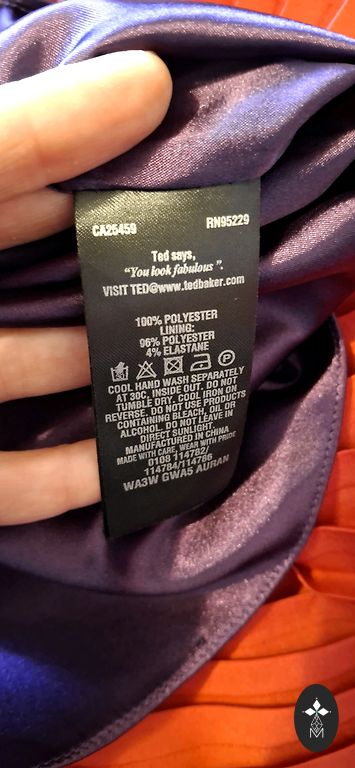 CA25459 RN95229
Ted says,
"You look fabulous".
VISIT TED@www.tedbaker.com
100% POLYESTER
LINING:
96% POLYESTER
4% ELASTANE
COOL HAND WASH SEPARATELY
AT 30C, INSIDE OUT. DO NOT
TUMBLE DRY. COOL IRON ON
REVERSE. DO NOT USE PRODUCTS
CONTAINING BLEACH, OIL OR
ALCOHOL. DO NOT LEAVE IN
DIRECT SUNLIGHT.
MANUFACTURED IN CHINA
MADE WITH CARE, WEAR WITH PRIDE
0108 114782/
114784/114786
WA3W GWA5 AURAN
M